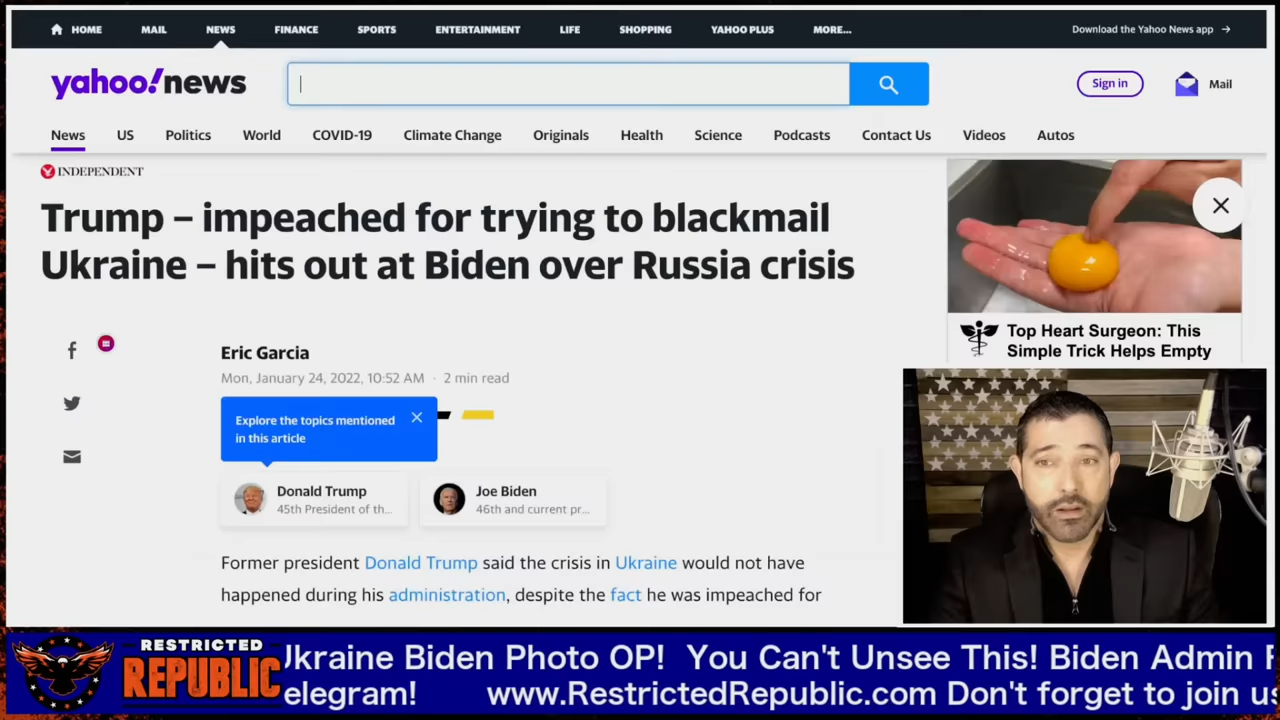 HOME MAIL NEWS FINANCE SPORTS ENTERTAINMENT LIFE SHOPPING YAHOO PLUS MORE... Download the Yahoo News app →
yahoo!news
Sign in
Mail
News US Politics World COVID-19 Climate Change Originals Health Science Podcasts Contact Us Videos Autos
INDEPENDENT
Trump – impeached for trying to blackmail
Ukraine – hits out at Biden over Russia crisis
Eric Garcia
Mon, January 24, 2022, 10:52 AM · 2 min read
Explore the topics mentioned
in this article
Donald Trump
45th President of th...
Joe Biden
46th and current pr...
Former president Donald Trump said the crisis in Ukraine would not have
happened during his administration, despite the fact he was impeached for
Top Heart Surgeon: This
Simple Trick Helps Empty
RESTRICTED
REPUBLIC
Jkraine Biden Photo OP! You Can't Unsee This! Biden Admin
elegram! www.RestrictedRepublic.com Don't forget to join us